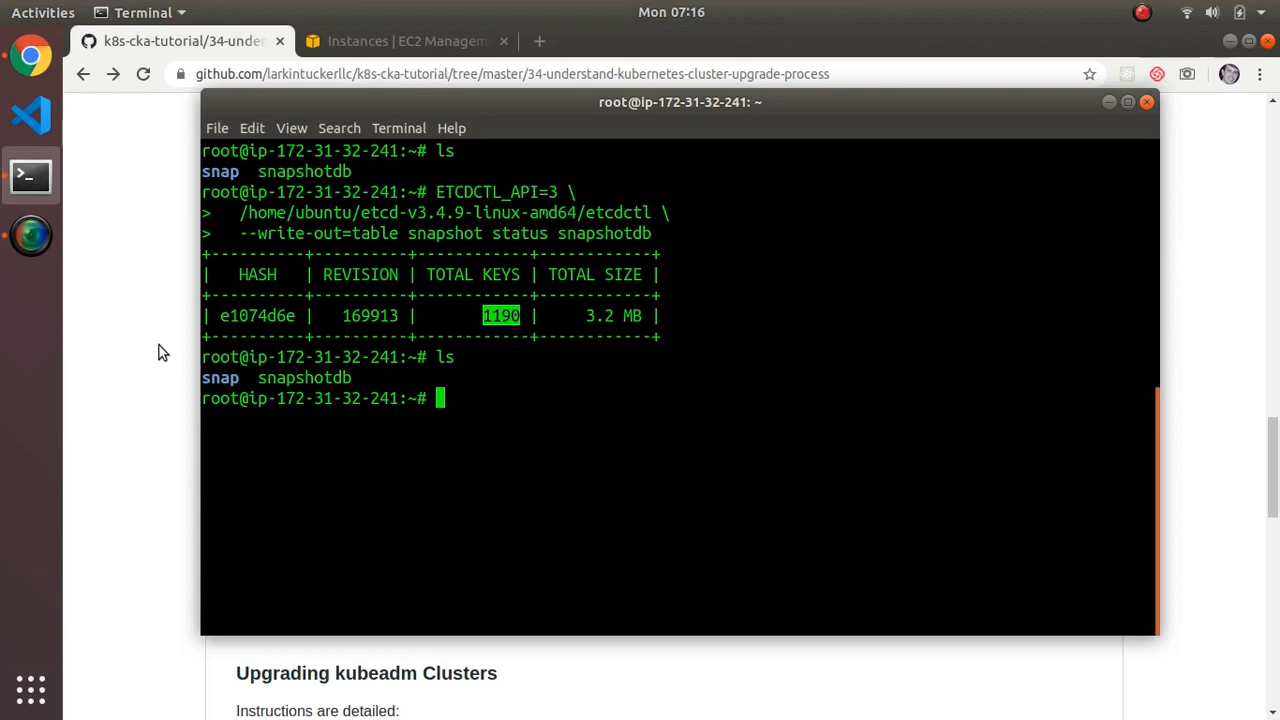 Activities Terminal Mon 07:16
k8s-cka-tutorial/34-under Instances | EC2 Managem
github.com/larkintuckerllc/k8s-cka-tutorial/tree/master/34-understand-kubernetes-cluster-upgrade-process
root@ip-172-31-32-241: ~
File Edit View Search Terminal Help
root@ip-172-31-32-241:~# ls
snap snapshotdb
root@ip-172-31-32-241:~# ETCDCTL_API=3 \
> /home/ubuntu/etcd-v3.4.9-linux-amd64/etcdctl \
> --write-out=table snapshot status snapshotdb
+----------+----------+------------+------------+
| HASH | REVISION | TOTAL KEYS | TOTAL SIZE |
+----------+----------+------------+------------+
| e1074d6e | 169913 | 1190 | 3.2 MB |
+----------+----------+------------+------------+
root@ip-172-31-32-241:~# ls
snap snapshotdb
root@ip-172-31-32-241:~#
Upgrading kubeadm Clusters
Instructions are detailed: